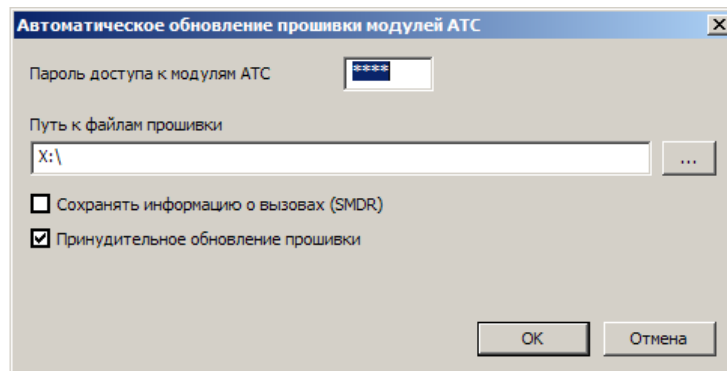 Автоматическое обновление прошивки модулей АТС
Пароль доступа к модулям АТС ****
Путь к файлам прошивки
X:\
...
Сохранять информацию о вызовах (SMDR)
Принудительное обновление прошивки
OK Отмена